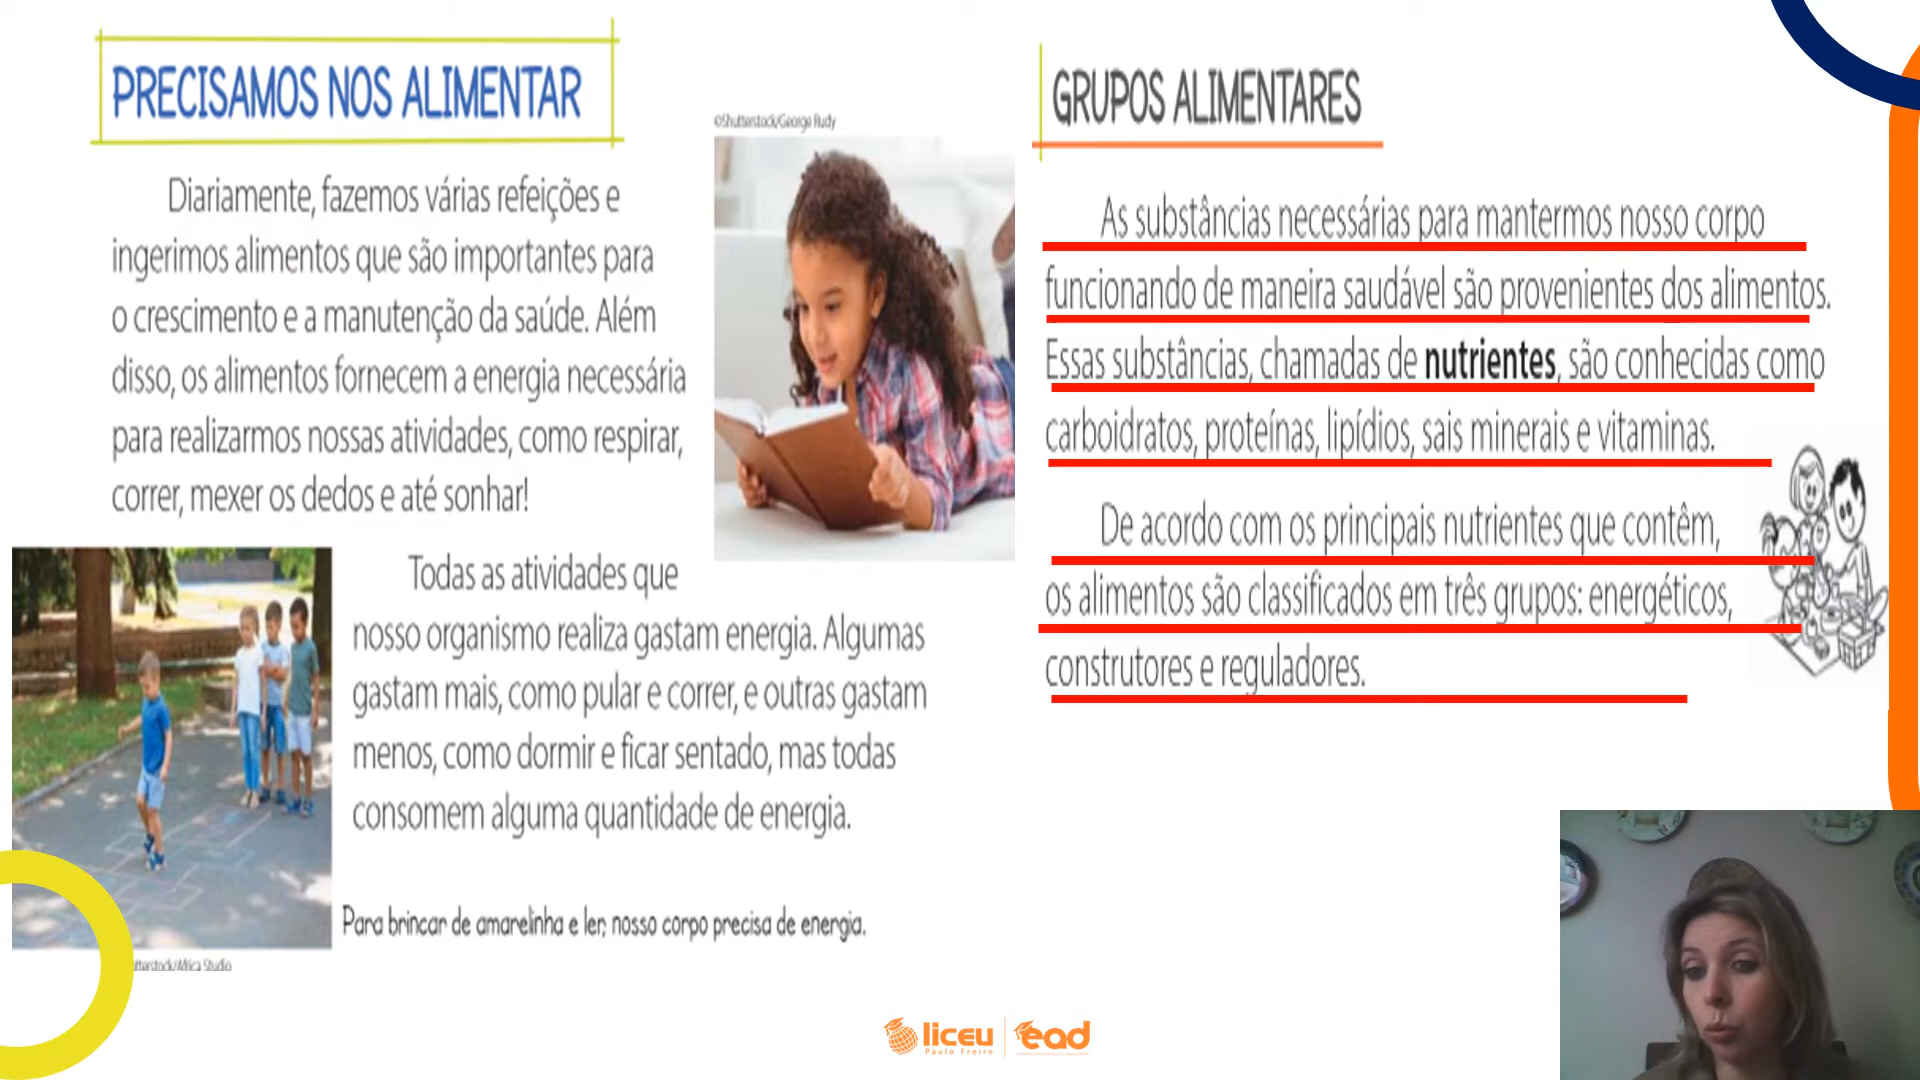 PRECISAMOS NOS ALIMENTAR
Diariamente, fazemos várias refeições e
ingerimos alimentos que são importantes para
o crescimento e a manutenção da saúde. Além
disso, os alimentos fornecem a energia necessária
para realizarmos nossas atividades, como respirar,
correr, mexer os dedos e até sonhar!
©Shutterstock/George Rudy
Todas as atividades que
nosso organismo realiza gastam energia. Algumas
gastam mais, como pular e correr, e outras gastam
menos, como dormir e ficar sentado, mas todas
consomem alguma quantidade de energia.
Para brincar de amarelinha e ler, nosso corpo precisa de energia.
tterstock/Africa Studio
GRUPOS ALIMENTARES
As substâncias necessárias para mantermos nosso corpo
funcionando de maneira saudável são provenientes dos alimentos.
Essas substâncias, chamadas de nutrientes, são conhecidas como
carboidratos, proteínas, lipídios, sais minerais e vitaminas.
De acordo com os principais nutrientes que contêm,
os alimentos são classificados em três grupos: energéticos,
construtores e reguladores.
liceu ead
Paulo Freire